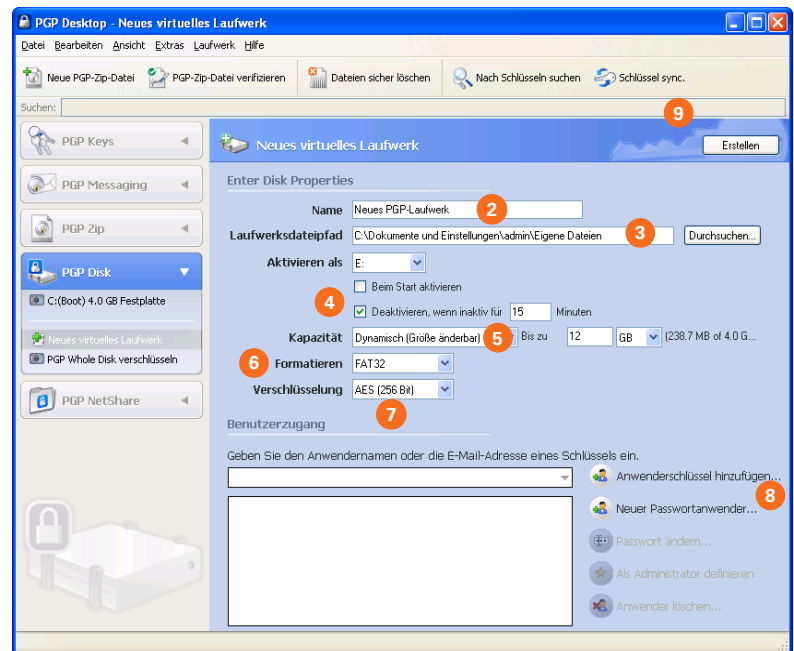 PGP Desktop - Neues virtuelles Laufwerk
Datei Bearbeiten Ansicht Extras Laufwerk Hilfe
Neue PGP-Zip-Datei PGP-Zip-Datei verifizieren Dateien sicher löschen Nach Schlüsseln suchen Schlüssel sync.
Suchen:
9
PGP Keys
PGP Messaging
PGP Zip
PGP Disk
C:(Boot) 4.0 GB Festplatte
Neues virtuelles Laufwerk
PGP Whole Disk verschlüsseln
PGP NetShare
Neues virtuelles Laufwerk Erstellen
Enter Disk Properties
Name Neues PGP-Laufwerk 2
Laufwerksdateipfad C:\Dokumente und Einstellungen\admin\Eigene Dateien 3 Durchsuchen...
Aktivieren als E:
Beim Start aktivieren
4 Deaktivieren, wenn inaktiv für 15 Minuten
Kapazität Dynamisch (Größe änderbar) 5 Bis zu 12 GB (238.7 MB of 4.0 G...
6 Formatieren FAT32
Verschlüsselung AES (256 Bit)
7
Benutzerzugang
Geben Sie den Anwendernamen oder die E-Mail-Adresse eines Schlüssels ein.
Anwenderschlüssel hinzufügen...
8
Neuer Passwortanwender...
Passwort ändern...
Als Administrator definieren
Anwender löschen...